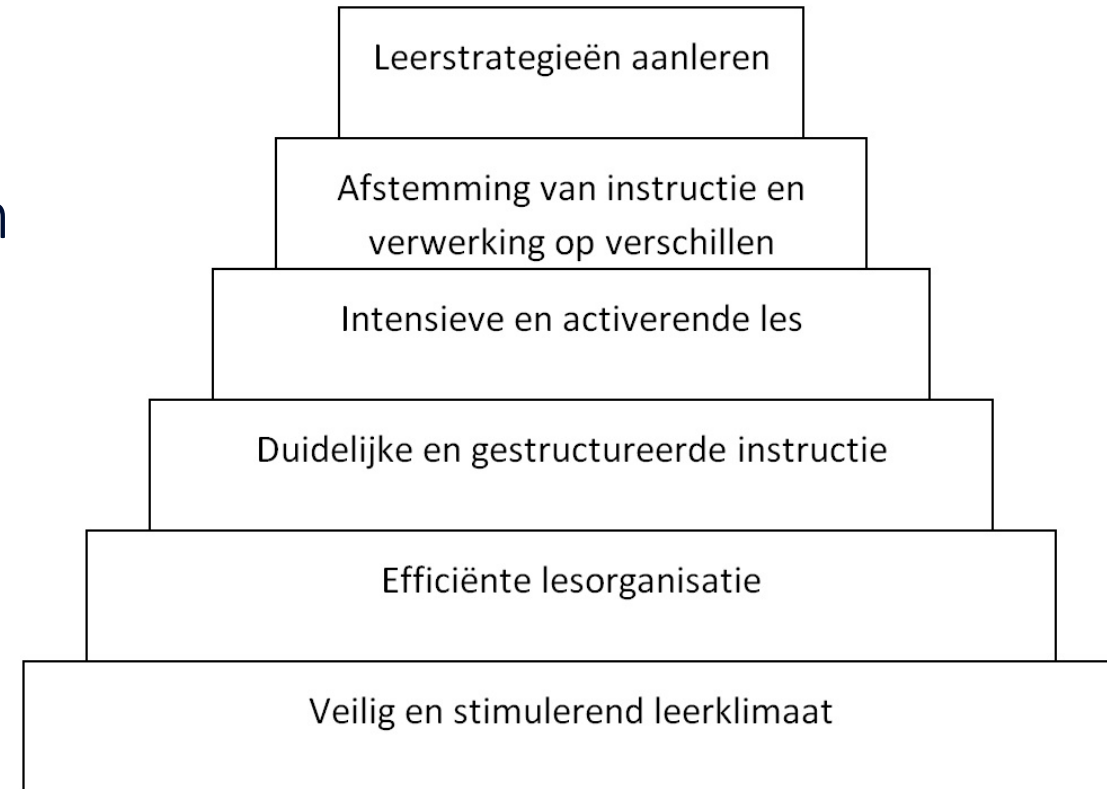 Leerstrategieën aanleren
Afstemming van instructie en
verwerking op verschillen
Intensieve en activerende les
Duidelijke en gestructureerde instructie
Efficiënte lesorganisatie
Veilig en stimulerend leerklimaat